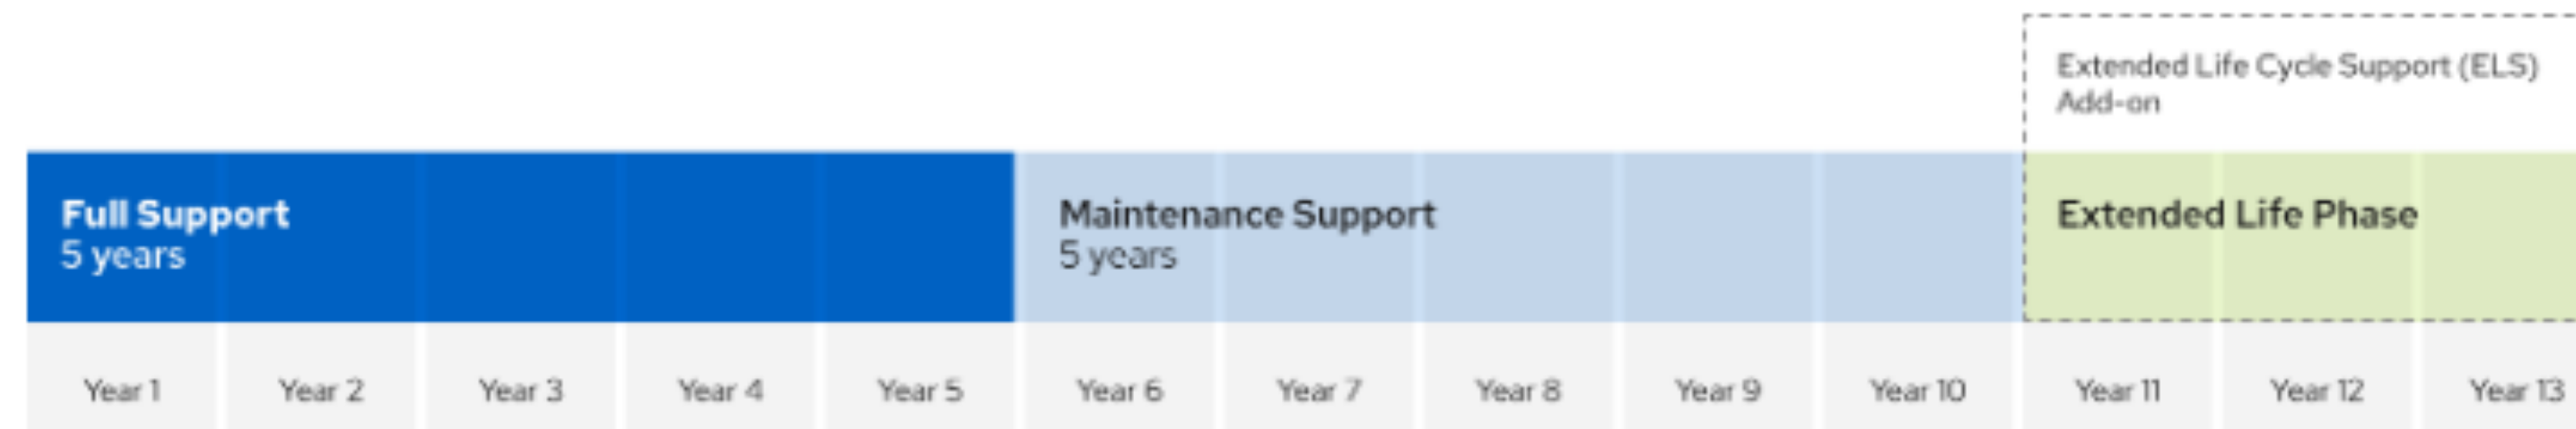 Extended Life Cycle Support (ELS)
Add-on
Full Support
5 years
Maintenance Support
5 years
Extended Life Phase
Year 1
Year 2
Year 3
Year 4
Year 5
Year 6
Year 7
Year 8
Year 9
Year 10
Year 11
Year 12
Year 13